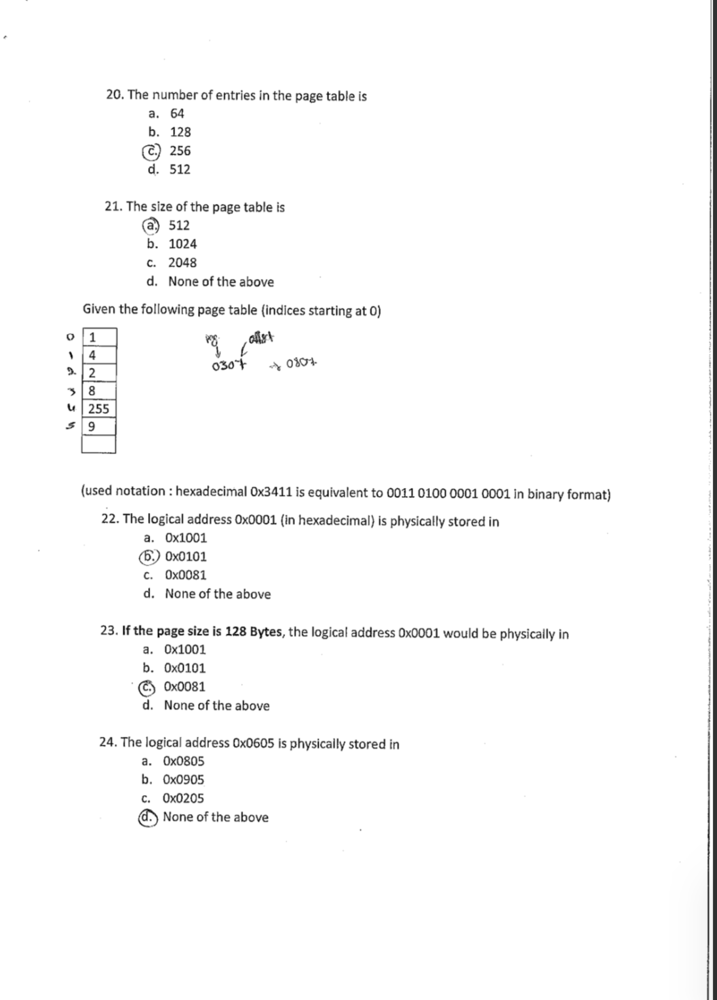 20. The number of entries in the page table is
a. 64
b. 128
c. 256
d. 512
21. The size of the page table is
a. 512
b. 1024
c. 2048
d. None of the above
Given the following page table (indices starting at 0)
0 1
1 4
2. 2
3 8
4 255
5 9
offset
0307 → 0807
(used notation : hexadecimal 0x3411 is equivalent to 0011 0100 0001 0001 in binary format)
22. The logical address 0x0001 (in hexadecimal) is physically stored in
a. 0x1001
b. 0x0101
c. 0x0081
d. None of the above
23. If the page size is 128 Bytes, the logical address 0x0001 would be physically in
a. 0x1001
b. 0x0101
c. 0x0081
d. None of the above
24. The logical address 0x0605 is physically stored in
a. 0x0805
b. 0x0905
c. 0x0205
d. None of the above